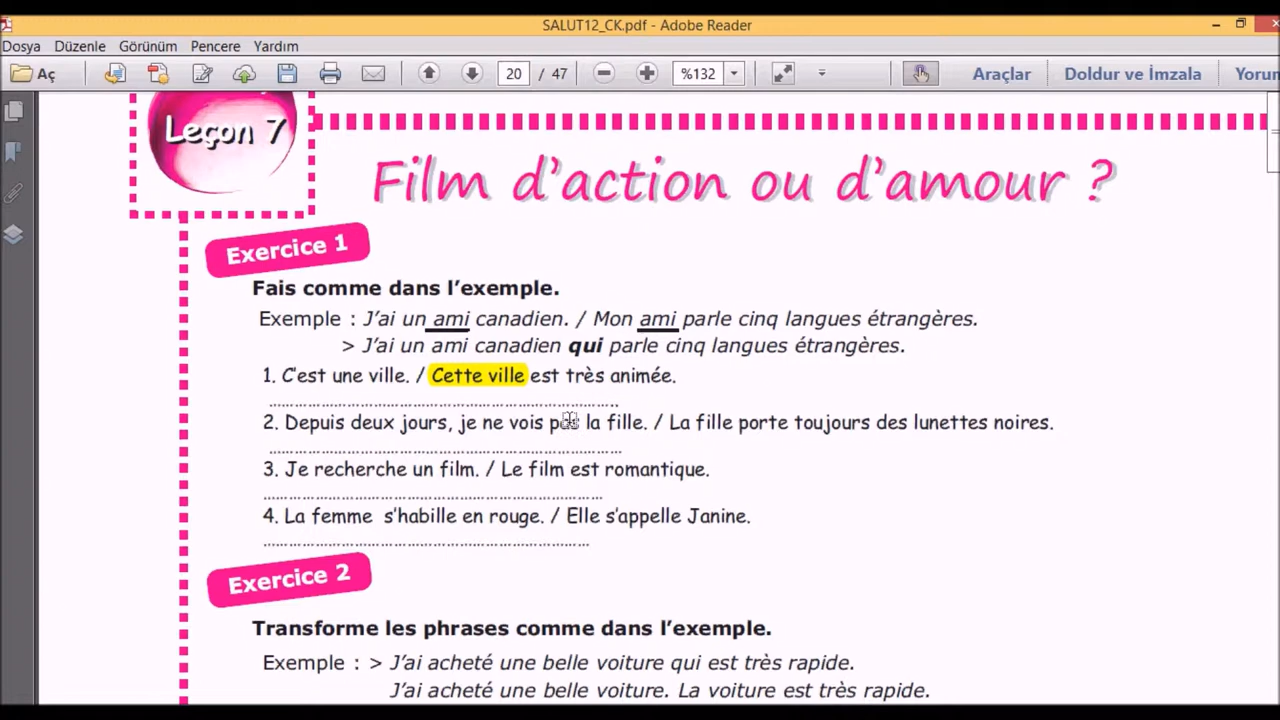 SALUT12_CK.pdf - Adobe Reader
Dosya Düzenle Görünüm Pencere Yardım
Aç 20 / 47 %132 Araçlar Doldur ve İmzala Yorum
Leçon 7
Film d'action ou d'amour ?
Exercice 1
Fais comme dans l'exemple.
Exemple : J'ai un ami canadien. / Mon ami parle cinq langues étrangères.
> J'ai un ami canadien qui parle cinq langues étrangères.
1. C'est une ville. / Cette ville est très animée.
2. Depuis deux jours, je ne vois pas la fille. / La fille porte toujours des lunettes noires.
3. Je recherche un film. / Le film est romantique.
4. La femme s'habille en rouge. / Elle s'appelle Janine.
Exercice 2
Transforme les phrases comme dans l'exemple.
Exemple : > J'ai acheté une belle voiture qui est très rapide.
J'ai acheté une belle voiture. La voiture est très rapide.